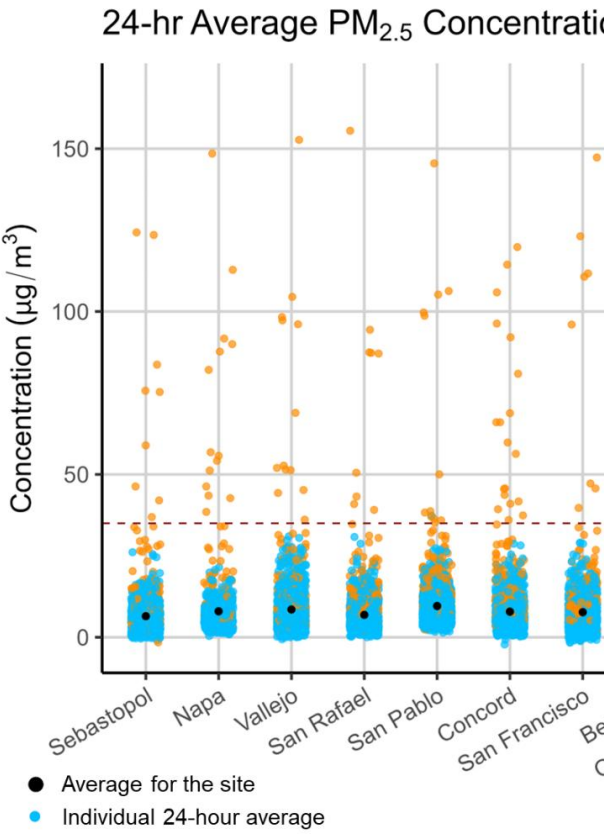 24-hr Average PM₂.₅ Concentratio
Concentration (µg/m³)
150
100
50
0
Sebastopol
Napa
Vallejo
San Rafael
San Pablo
Concord
San Francisco
Be
Average for the site
Individual 24-hour average